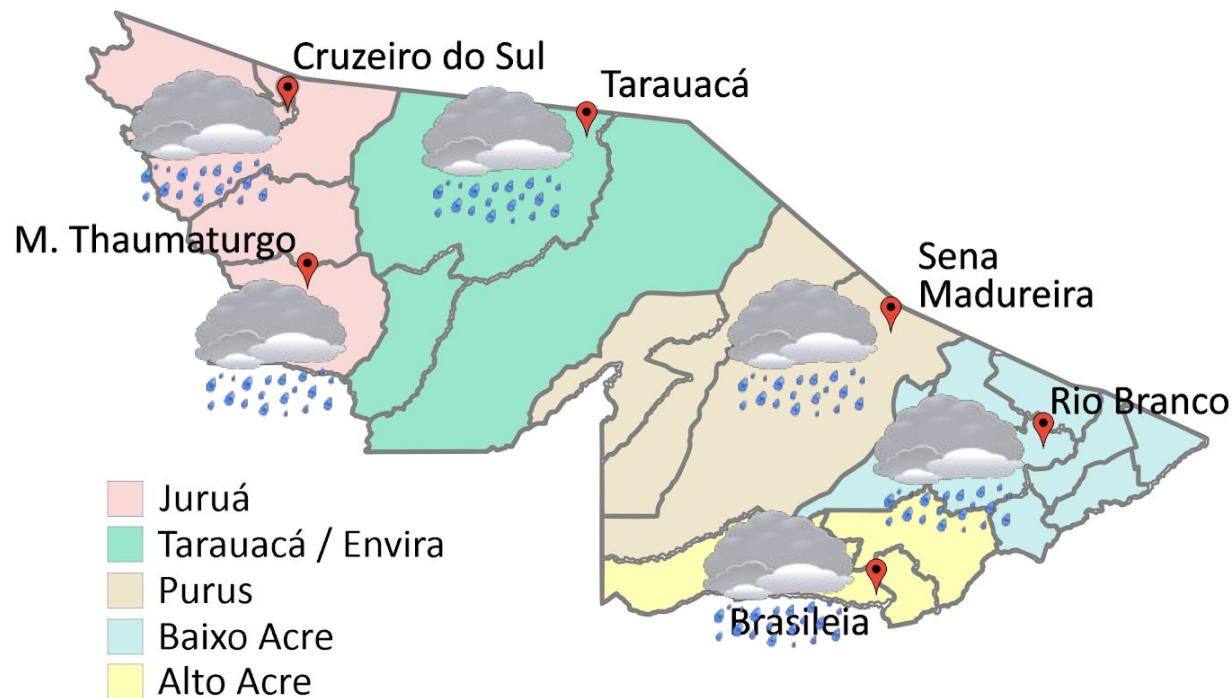 Cruzeiro do Sul
Tarauacá
M. Thaumaturgo
Sena
Madureira
Rio Branco
Brasileia
Juruá
Tarauacá / Envira
Purus
Baixo Acre
Alto Acre